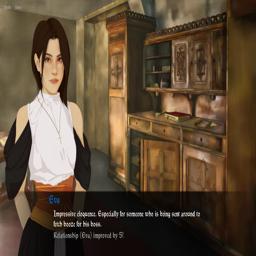 Eva
Impressive eloquence. Especially for someone who is being sent around to
fetch booze for his boss.
Relationship (Eva) improved by 5!